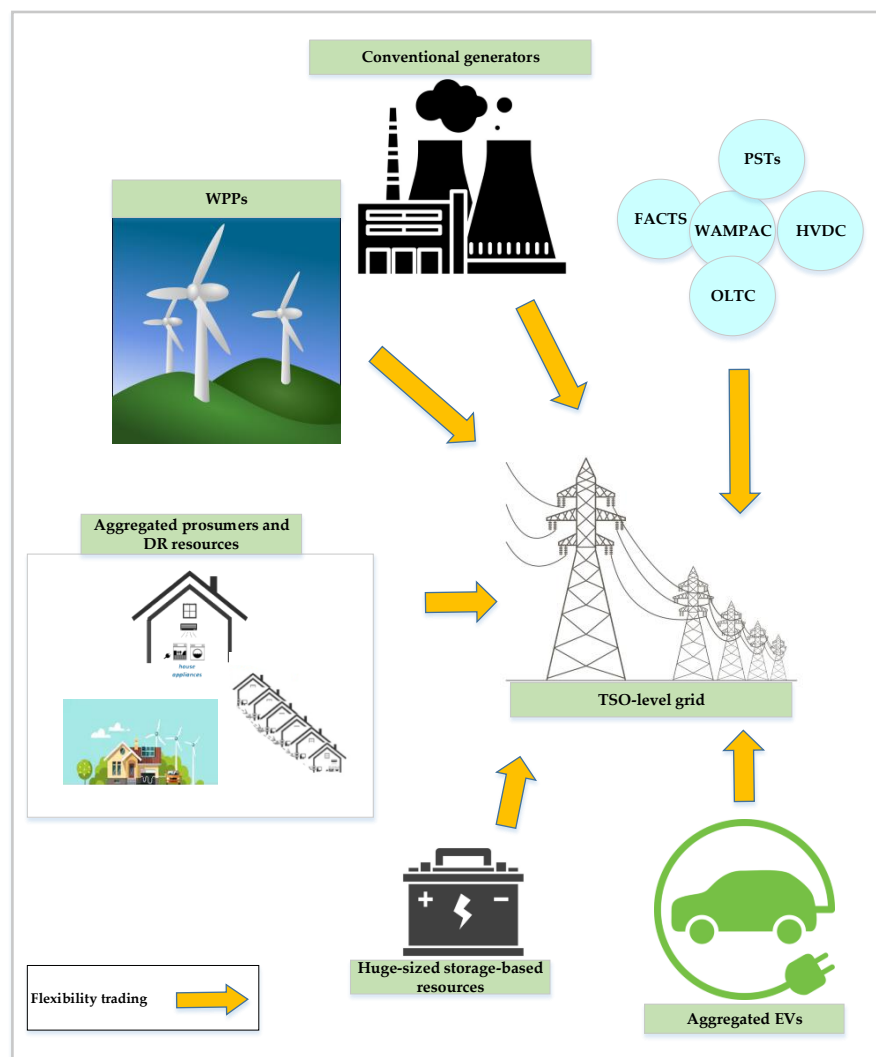 Conventional generators
WPPs
PSTs
FACTS
WAMPAC
HVDC
OLTC
Aggregated prosumers and
DR resources
house
appliances
TSO-level grid
Huge-sized storage-based
resources
Aggregated EVs
Flexibility trading